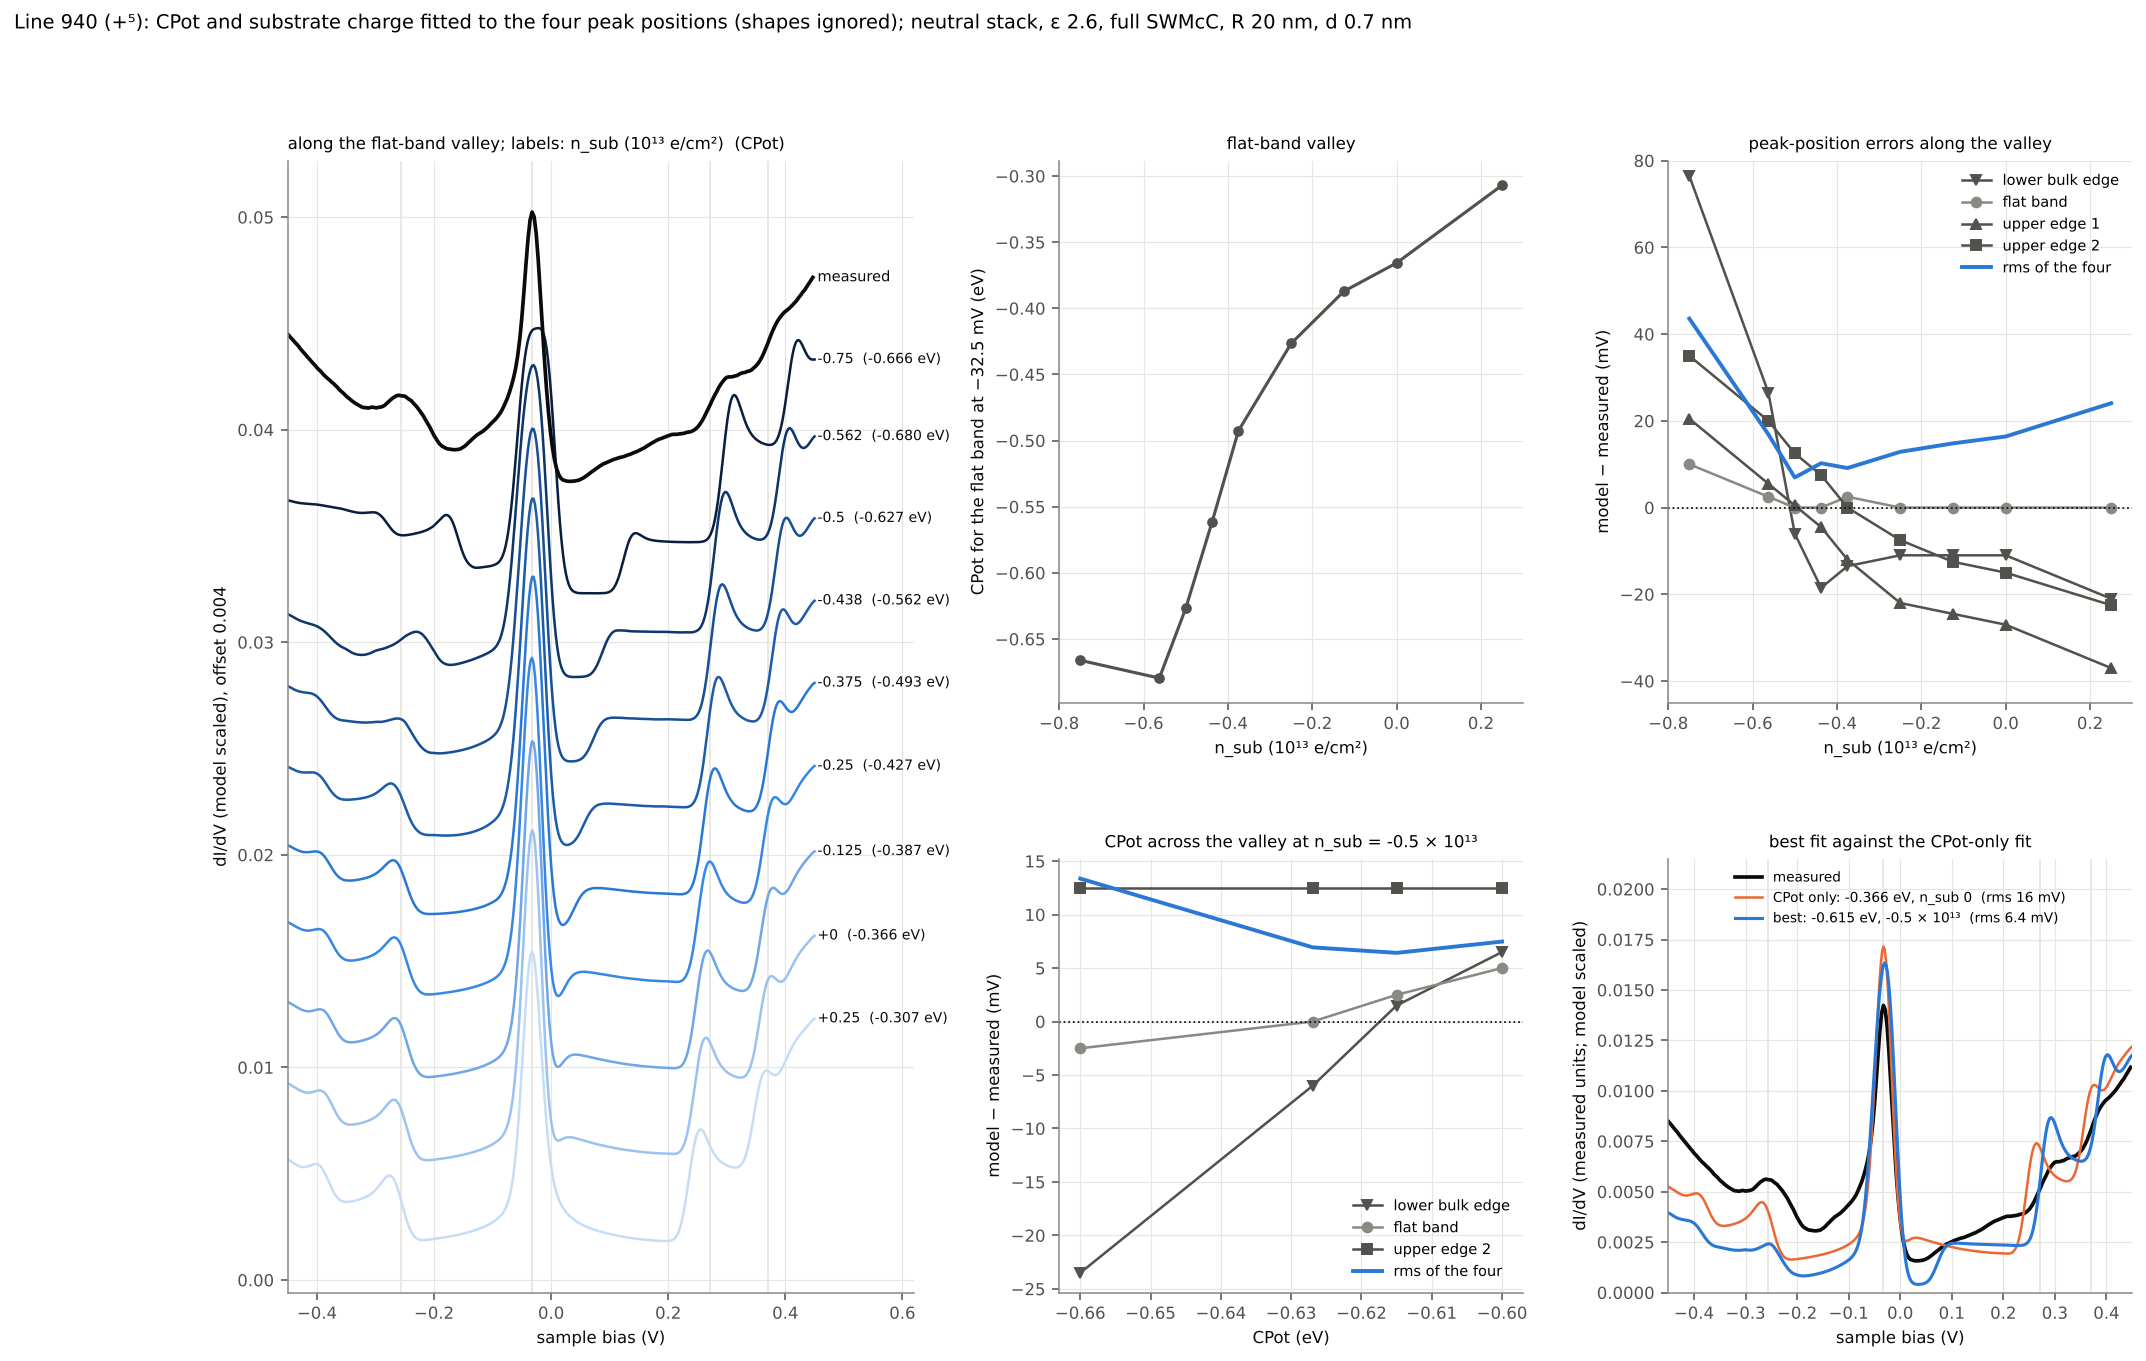 Line 940 (+⁵): CPot and substrate charge fitted to the four peak positions (shapes ignored); neutral stack, ε 2.6, full SWMcC, R 20 nm, d 0.7 nm
along the flat-band valley; labels: n_sub (10¹³ e/cm²)  (CPot)
dI/dV (model scaled), offset 0.004
0.05
0.04
0.03
0.02
0.01
0.00
measured
-0.75  (-0.666 eV)
-0.562  (-0.680 eV)
-0.5  (-0.627 eV)
-0.438  (-0.562 eV)
-0.375  (-0.493 eV)
-0.25  (-0.427 eV)
-0.125  (-0.387 eV)
+0  (-0.366 eV)
+0.25  (-0.307 eV)
−0.4 −0.2 0.0 0.2 0.4 0.6
sample bias (V)
flat-band valley
CPot for the flat band at −32.5 mV (eV)
−0.30
−0.35
−0.40
−0.45
−0.50
−0.55
−0.60
−0.65
−0.8 −0.6 −0.4 −0.2 0.0 0.2
n_sub (10¹³ e/cm²)
peak-position errors along the valley
model − measured (mV)
80
60
40
20
0
−20
−40
lower bulk edge
flat band
upper edge 1
upper edge 2
rms of the four
−0.8 −0.6 −0.4 −0.2 0.0 0.2
n_sub (10¹³ e/cm²)
CPot across the valley at n_sub = -0.5 × 10¹³
model − measured (mV)
15
10
5
0
−5
−10
−15
−20
−25
lower bulk edge
flat band
upper edge 2
rms of the four
−0.66 −0.65 −0.64 −0.63 −0.62 −0.61 −0.60
CPot (eV)
best fit against the CPot-only fit
dI/dV (measured units; model scaled)
measured
CPot only: -0.366 eV, n_sub 0  (rms 16 mV)
best: -0.615 eV, -0.5 × 10¹³  (rms 6.4 mV)
0.0200
0.0175
0.0150
0.0125
0.0100
0.0075
0.0050
0.0025
0.0000
−0.4 −0.3 −0.2 −0.1 0.0 0.1 0.2 0.3 0.4
sample bias (V)